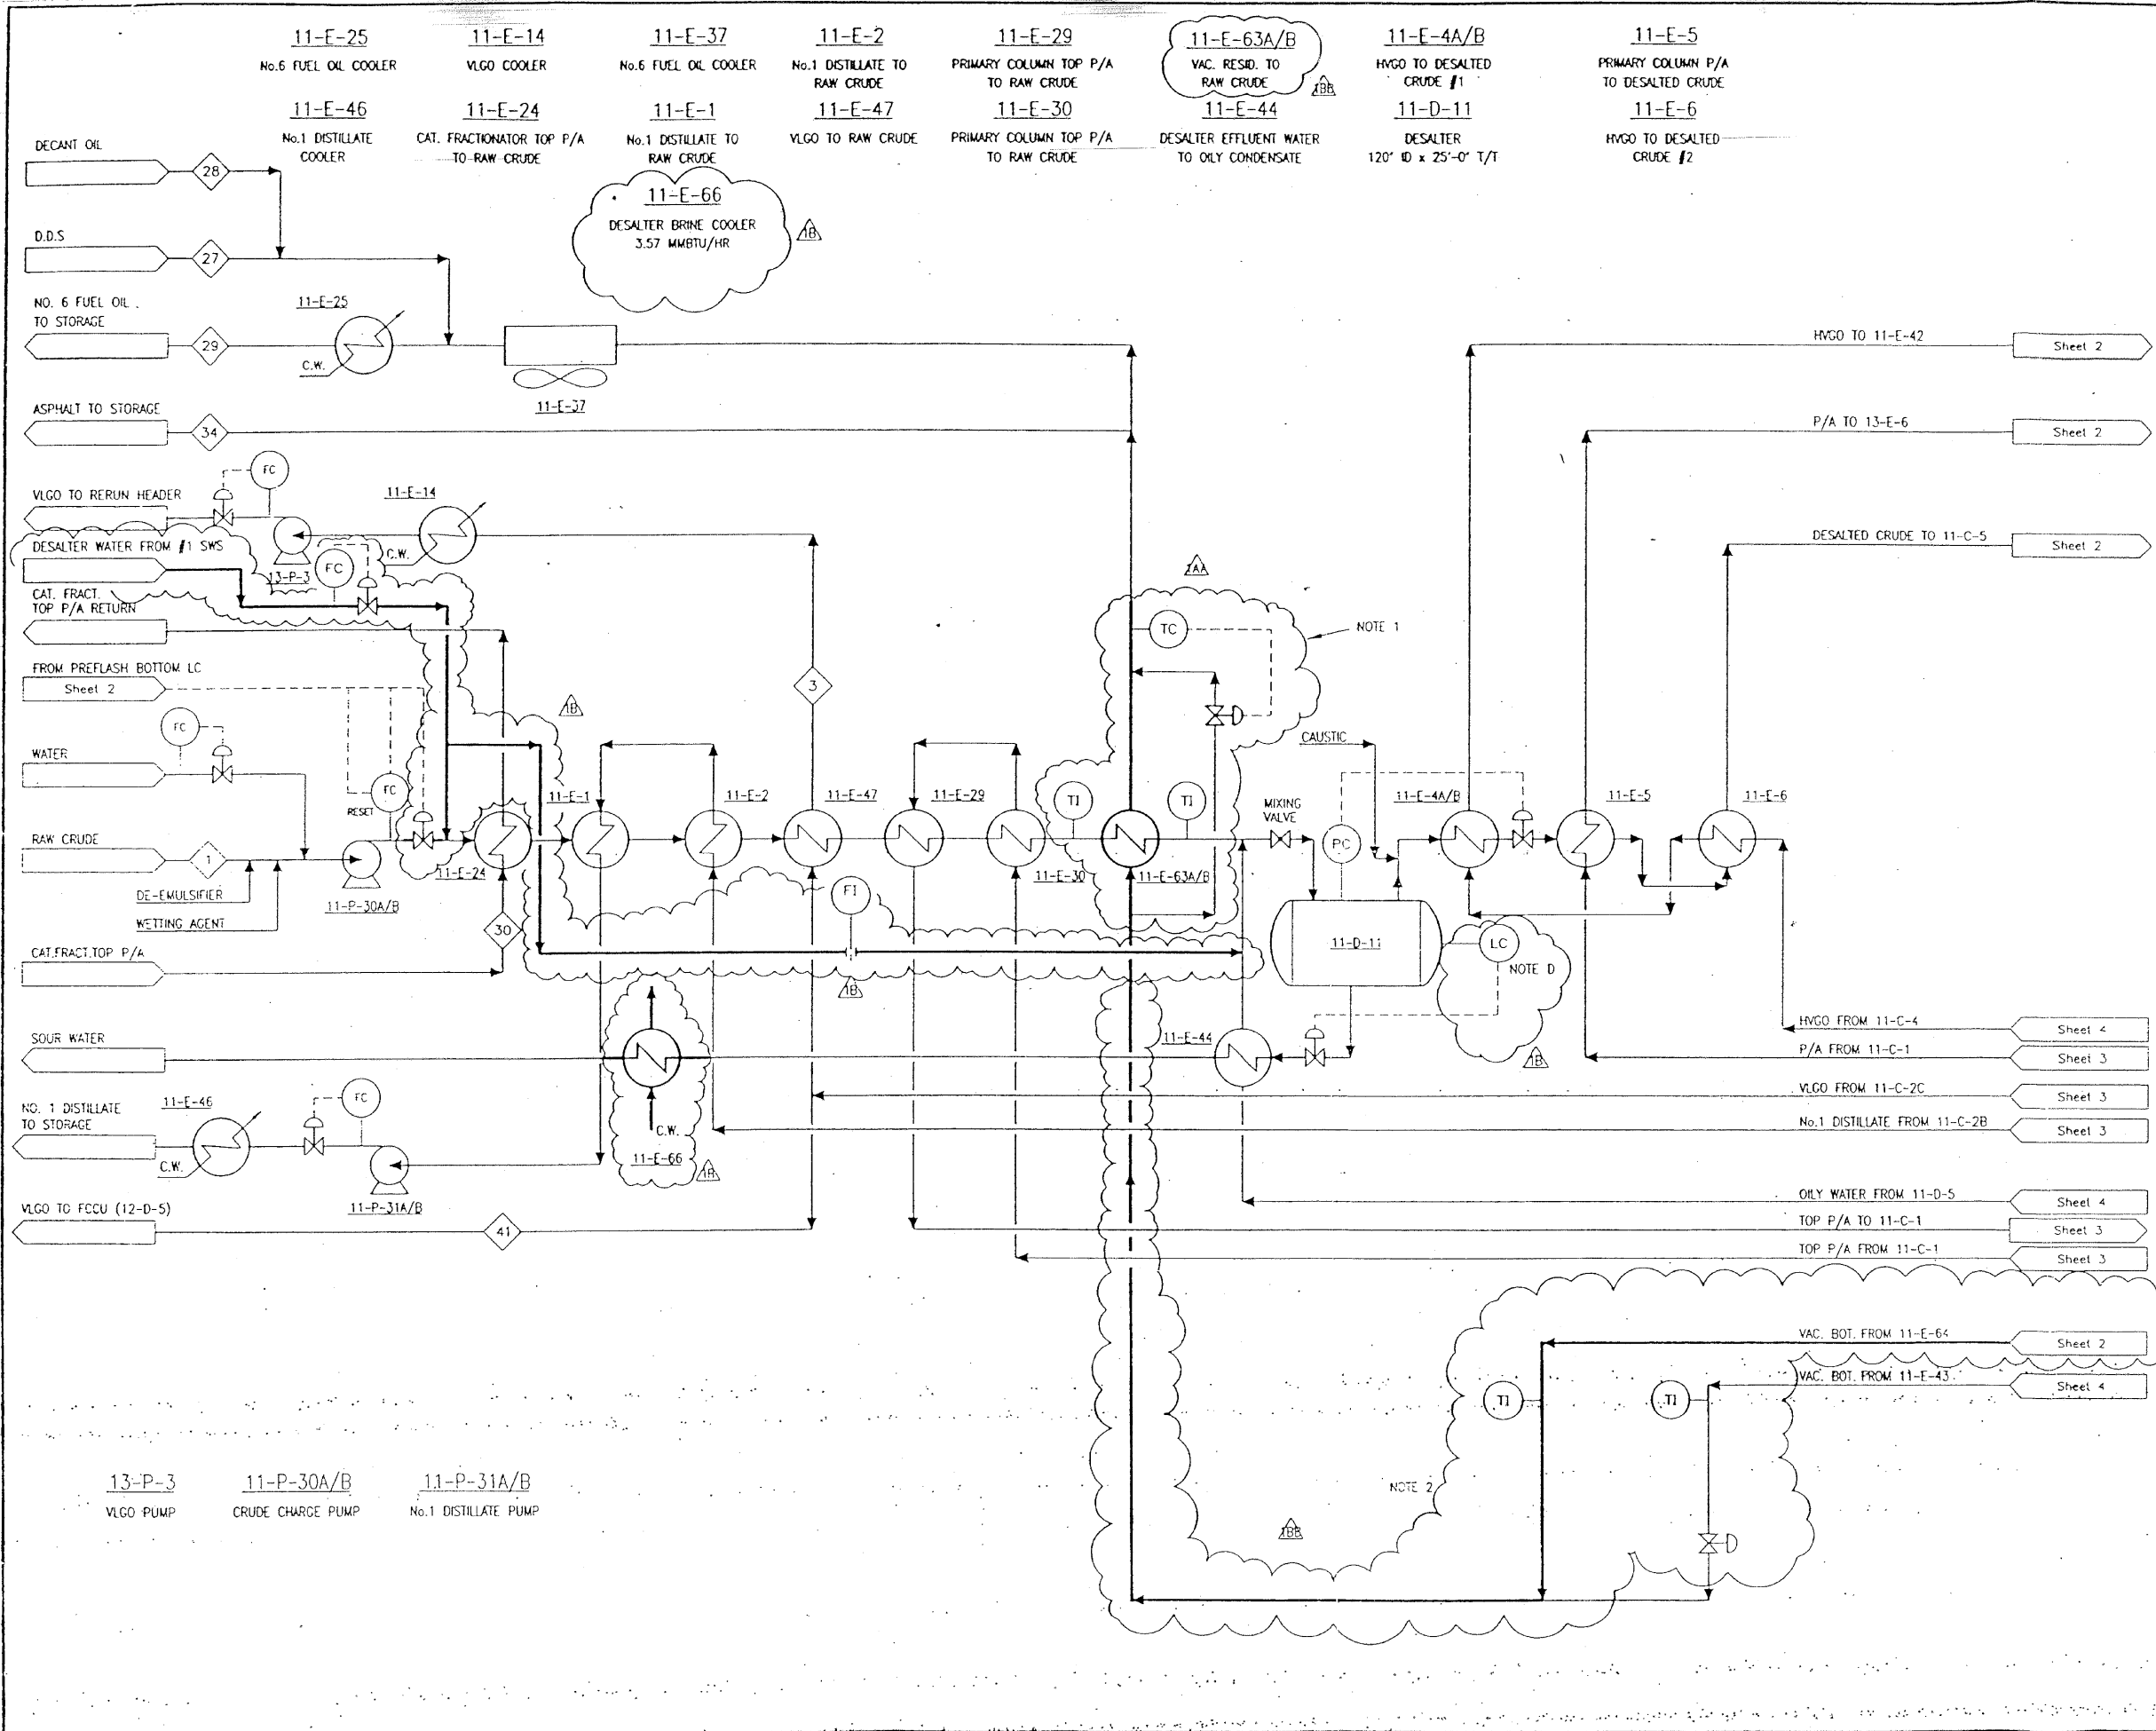 11-E-25
No.6 FUEL OIL COOLER
11-E-14
VLGO COOLER
11-E-37
No.6 FUEL OIL COOLER
11-E-2
No.1 DISTILLATE TO
RAW CRUDE
11-E-29
PRIMARY COLUMN TOP P/A
TO RAW CRUDE
11-E-63A/B
VAC. RESID. TO
RAW CRUDE
1BB
11-E-4A/B
HVGO TO DESALTED
CRUDE #1
11-E-5
PRIMARY COLUMN P/A
TO DESALTED CRUDE
11-E-46
No.1 DISTILLATE
COOLER
11-E-24
CAT. FRACTIONATOR TOP P/A
TO RAW CRUDE
11-E-1
No.1 DISTILLATE TO
RAW CRUDE
11-E-47
VLGO TO RAW CRUDE
11-E-30
PRIMARY COLUMN TOP P/A
TO RAW CRUDE
11-E-44
DESALTER EFFLUENT WATER
TO OILY CONDENSATE
11-D-11
DESALTER
120" ID x 25'-0" T/T
11-E-6
HVGO TO DESALTED
CRUDE #2
11-E-66
DESALTER BRINE COOLER
3.57 MMBTU/HR
1B
DECANT OIL
28
D.D.S
27
NO. 6 FUEL OIL
TO STORAGE
29
11-E-25
C.W.
11-E-37
HVGO TO 11-E-42
Sheet 2
ASPHALT TO STORAGE
34
P/A TO 13-E-6
Sheet 2
FC
VLGO TO RERUN HEADER
11-E-14
C.W.
13-P-3
DESALTER WATER FROM #1 SWS
FC
DESALTED CRUDE TO 11-C-5
Sheet 2
CAT. FRACT.
TOP P/A RETURN
1AA
TC
NOTE 1
FROM PREFLASH BOTTOM LC
Sheet 2
3
1B
FC
WATER
CAUSTIC
FC
RESET
11-E-1
11-E-2
11-E-47
11-E-29
TI
TI
MIXING
VALVE
11-E-4A/B
11-E-5
11-E-6
RAW CRUDE
1
PC
DE-EMULSIFIER
WETTING AGENT
11-P-30A/B
11-E-24
11-E-30
11-E-63A/B
FI
30
CAT.FRACT.TOP P/A
11-D-11
LC
NOTE D
1B
1B
SOUR WATER
11-E-44
HVGO FROM 11-C-4
Sheet 4
P/A FROM 11-C-1
Sheet 3
VLGO FROM 11-C-2C
Sheet 3
NO. 1 DISTILLATE
TO STORAGE
11-E-46
C.W.
FC
11-P-31A/B
C.W.
11-E-66
1B
No.1 DISTILLATE FROM 11-C-2B
Sheet 3
OILY WATER FROM 11-D-5
Sheet 4
VLGO TO FCCU (12-D-5)
41
TOP P/A TO 11-C-1
Sheet 3
TOP P/A FROM 11-C-1
Sheet 3
VAC. BOT. FROM 11-E-64
Sheet 2
VAC. BOT. FROM 11-E-43
Sheet 4
TI
TI
NOTE 2
1BB
13-P-3
VLGO PUMP
11-P-30A/B
CRUDE CHARGE PUMP
11-P-31A/B
No.1 DISTILLATE PUMP